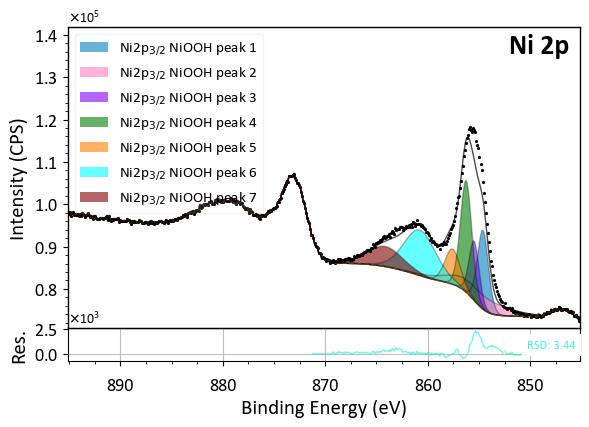 ×10⁵
Ni 2p
Ni2p3/2 NiOOH peak 1
Ni2p3/2 NiOOH peak 2
Ni2p3/2 NiOOH peak 3
Ni2p3/2 NiOOH peak 4
Ni2p3/2 NiOOH peak 5
Ni2p3/2 NiOOH peak 6
Ni2p3/2 NiOOH peak 7
1.4
1.3
1.2
1.1
1.0
0.9
0.8
Intensity (CPS)
×10³
2.5
0.0
Res.
RSD: 3.44
890 880 870 860 850
Binding Energy (eV)